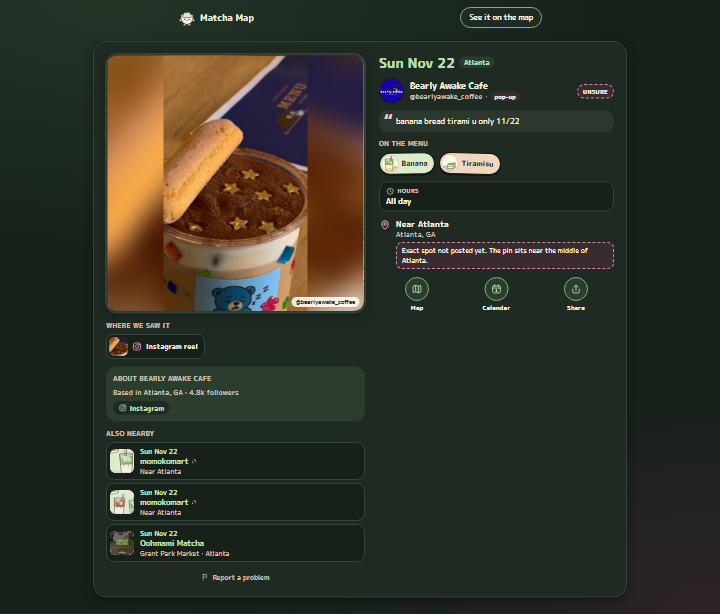 Matcha Map
See it on the map
MENU
@bearlyawake_coffee
Sun Nov 22
Atlanta
Bearly Awake Cafe
@bearlyawake_coffee · pop-up
UNSURE
banana bread tirami u only 11/22
ON THE MENU
Banana
Tiramisu
HOURS
All day
Near Atlanta
Atlanta, GA
Exact spot not posted yet. The pin sits near the middle of
Atlanta.
Map
Calendar
Share
WHERE WE SAW IT
Instagram reel
ABOUT BEARLY AWAKE CAFE
Based in Atlanta, GA · 4.8k followers
Instagram
ALSO NEARBY
Sun Nov 22
momokomart
Near Atlanta
Sun Nov 22
momokomart
Near Atlanta
Sun Nov 22
Oohmami Matcha
Grant Park Market · Atlanta
Report a problem